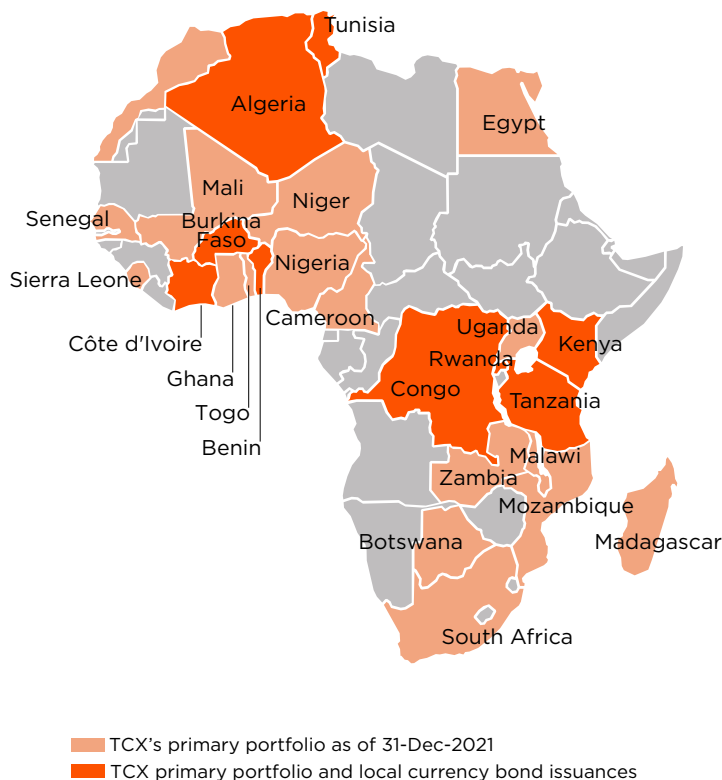 Tunisia
Algeria
Egypt
Mali
Niger
Senegal
Burkina
Faso
Nigeria
Sierra Leone
Cameroon
Uganda
Côte d'Ivoire
Kenya
Rwanda
Ghana
Congo
Tanzania
Togo
Benin
Malawi
Zambia
Mozambique
Botswana
Madagascar
South Africa
TCX's primary portfolio as of 31-Dec-2021
TCX primary portfolio and local currency bond issuances